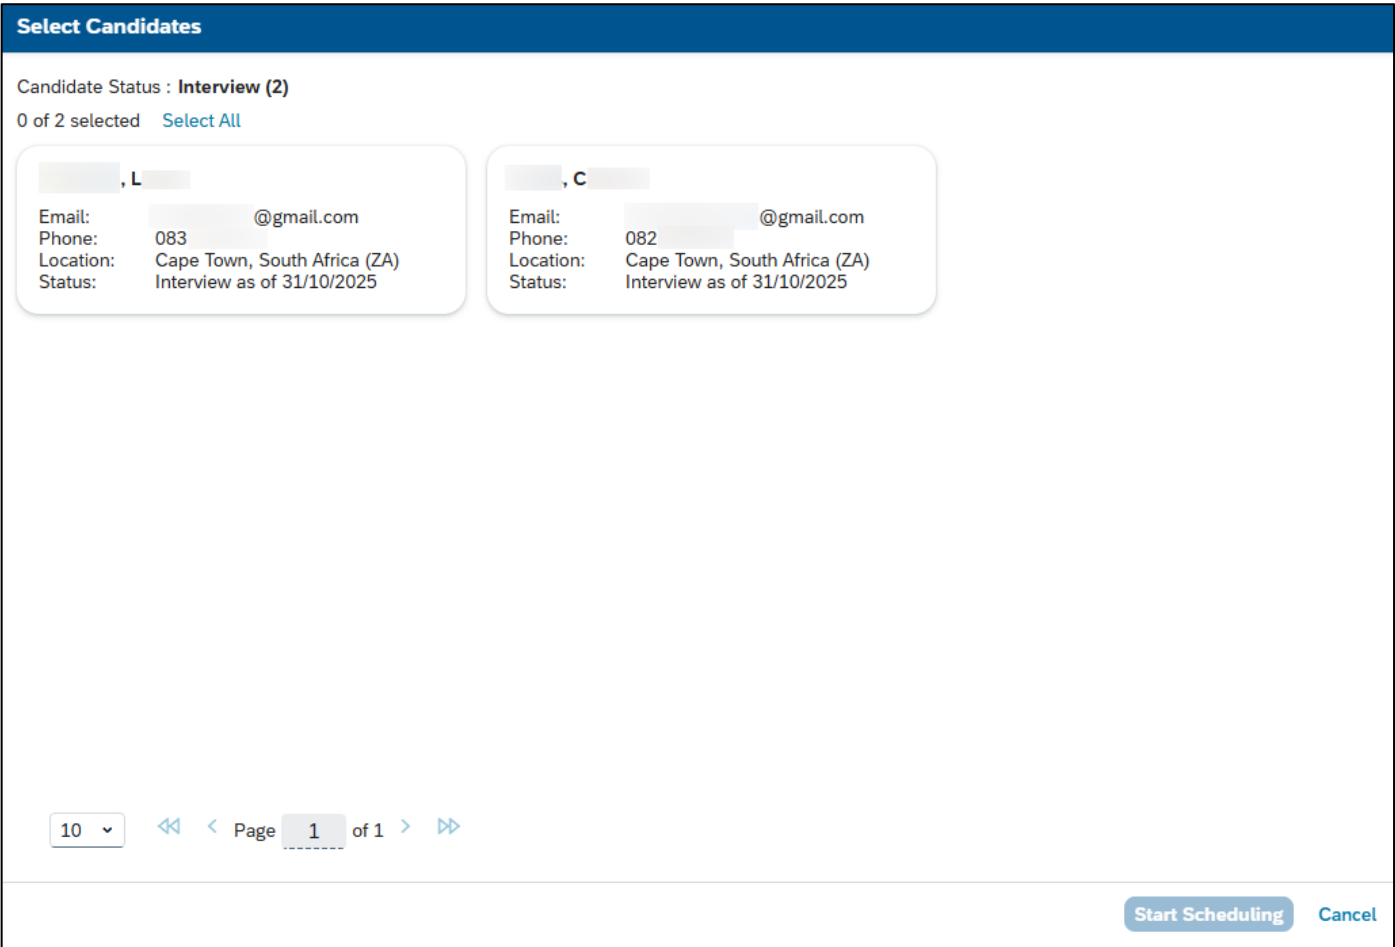 Select Candidates
Candidate Status : Interview (2)
0 of 2 selected Select All
, L
Email: @gmail.com
Phone: 083
Location: Cape Town, South Africa (ZA)
Status: Interview as of 31/10/2025
, C
Email: @gmail.com
Phone: 082
Location: Cape Town, South Africa (ZA)
Status: Interview as of 31/10/2025
10 Page 1 of 1
Start Scheduling Cancel